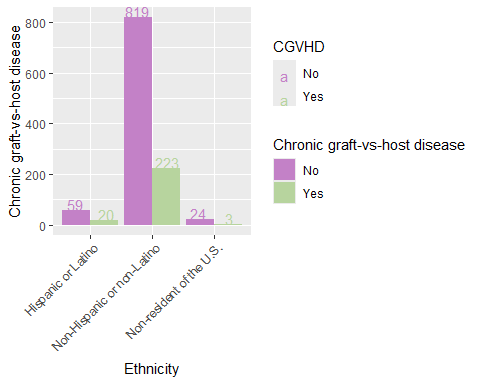 Chronic graft-vs-host disease
800
600
400
200
0
819
223
59
20
24
3
Hispanic or Latino
Non-Hispanic or non-Latino
Non-resident of the U.S.
Ethnicity
CGVHD
a No
a Yes
Chronic graft-vs-host disease
No
Yes